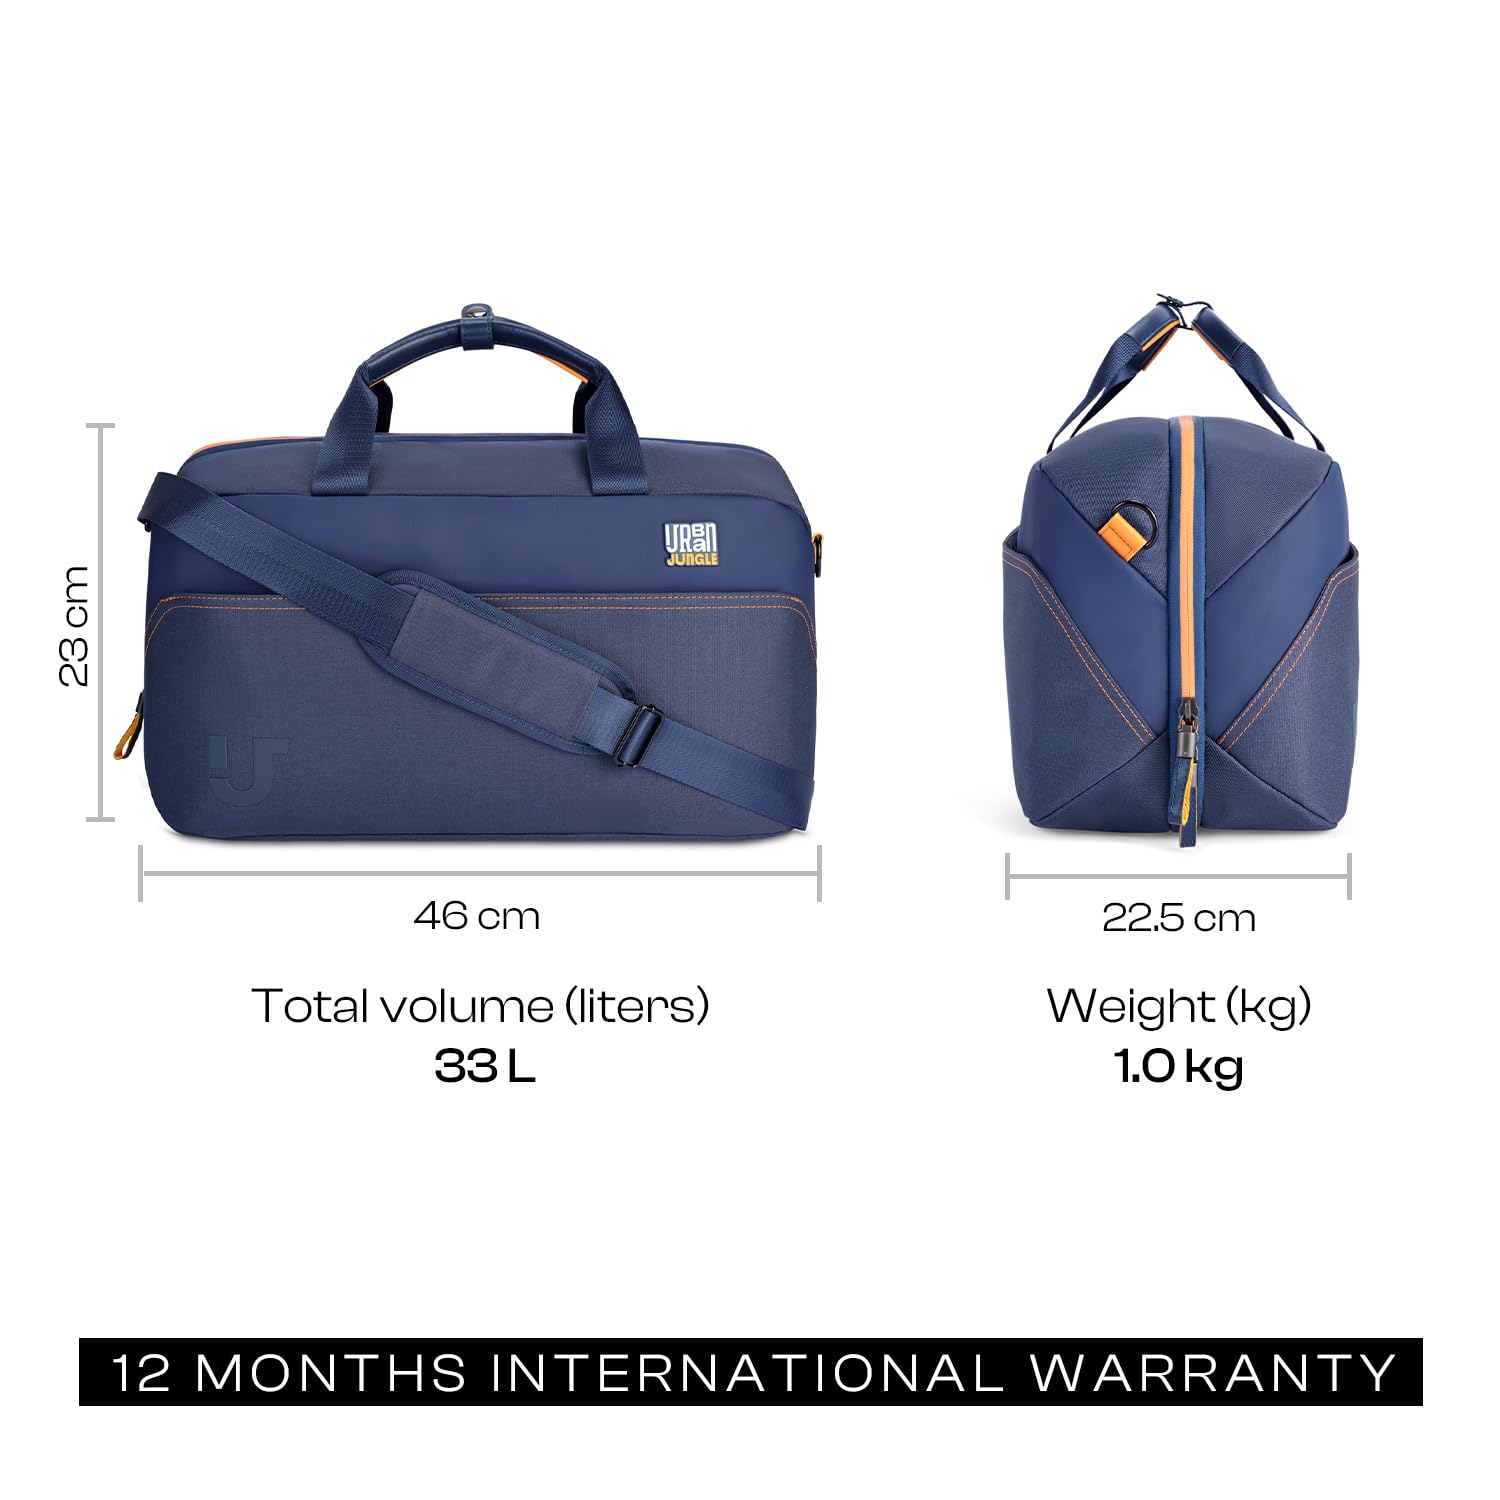 URBan
JUNGLE
23 cm
46 cm
22.5 cm
Total volume (liters)
33 L
Weight (kg)
1.0 kg
12 MONTHS INTERNATIONAL WARRANTY